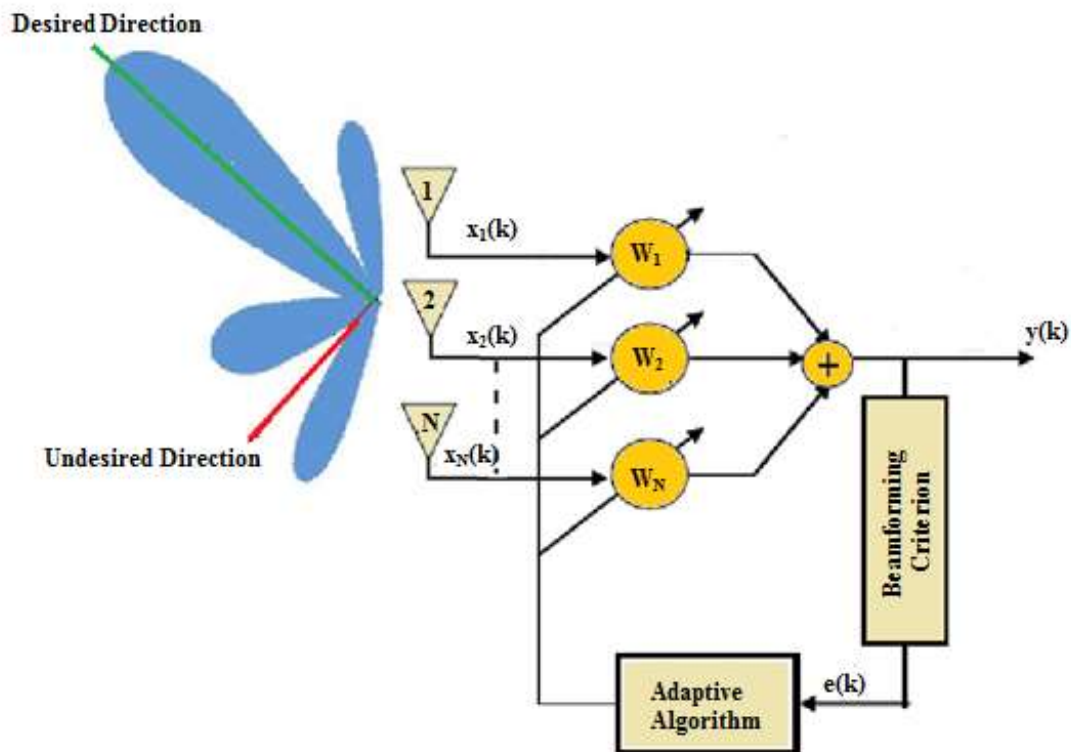 Desired Direction
1
x₁(k)
W₁
2
x₂(k)
W₂
+
y(k)
N
xN(k)
WN
Undesired Direction
Beamforming
Criterion
e(k)
Adaptive
Algorithm